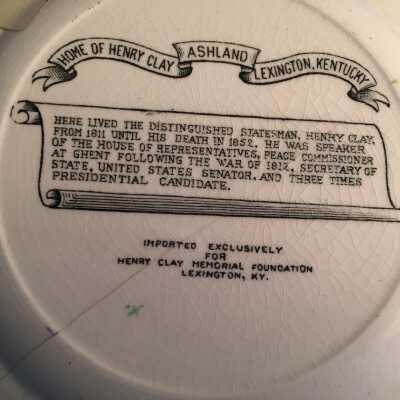 HOME OF HENRY CLAY
ASHLAND
LEXINGTON, KENTUCKY
HERE LIVED THE DISTINGUISHED STATESMAN, HENRY CLAY,
FROM 1811 UNTIL HIS DEATH IN 1852. HE WAS SPEAKER
OF THE HOUSE OF REPRESENTATIVES, PEACE COMMISSIONER
AT GHENT FOLLOWING THE WAR OF 1812, SECRETARY OF
STATE, UNITED STATES SENATOR, AND THREE TIMES
PRESIDENTIAL CANDIDATE.
IMPORTED EXCLUSIVELY
FOR
HENRY CLAY MEMORIAL FOUNDATION
LEXINGTON, KY.